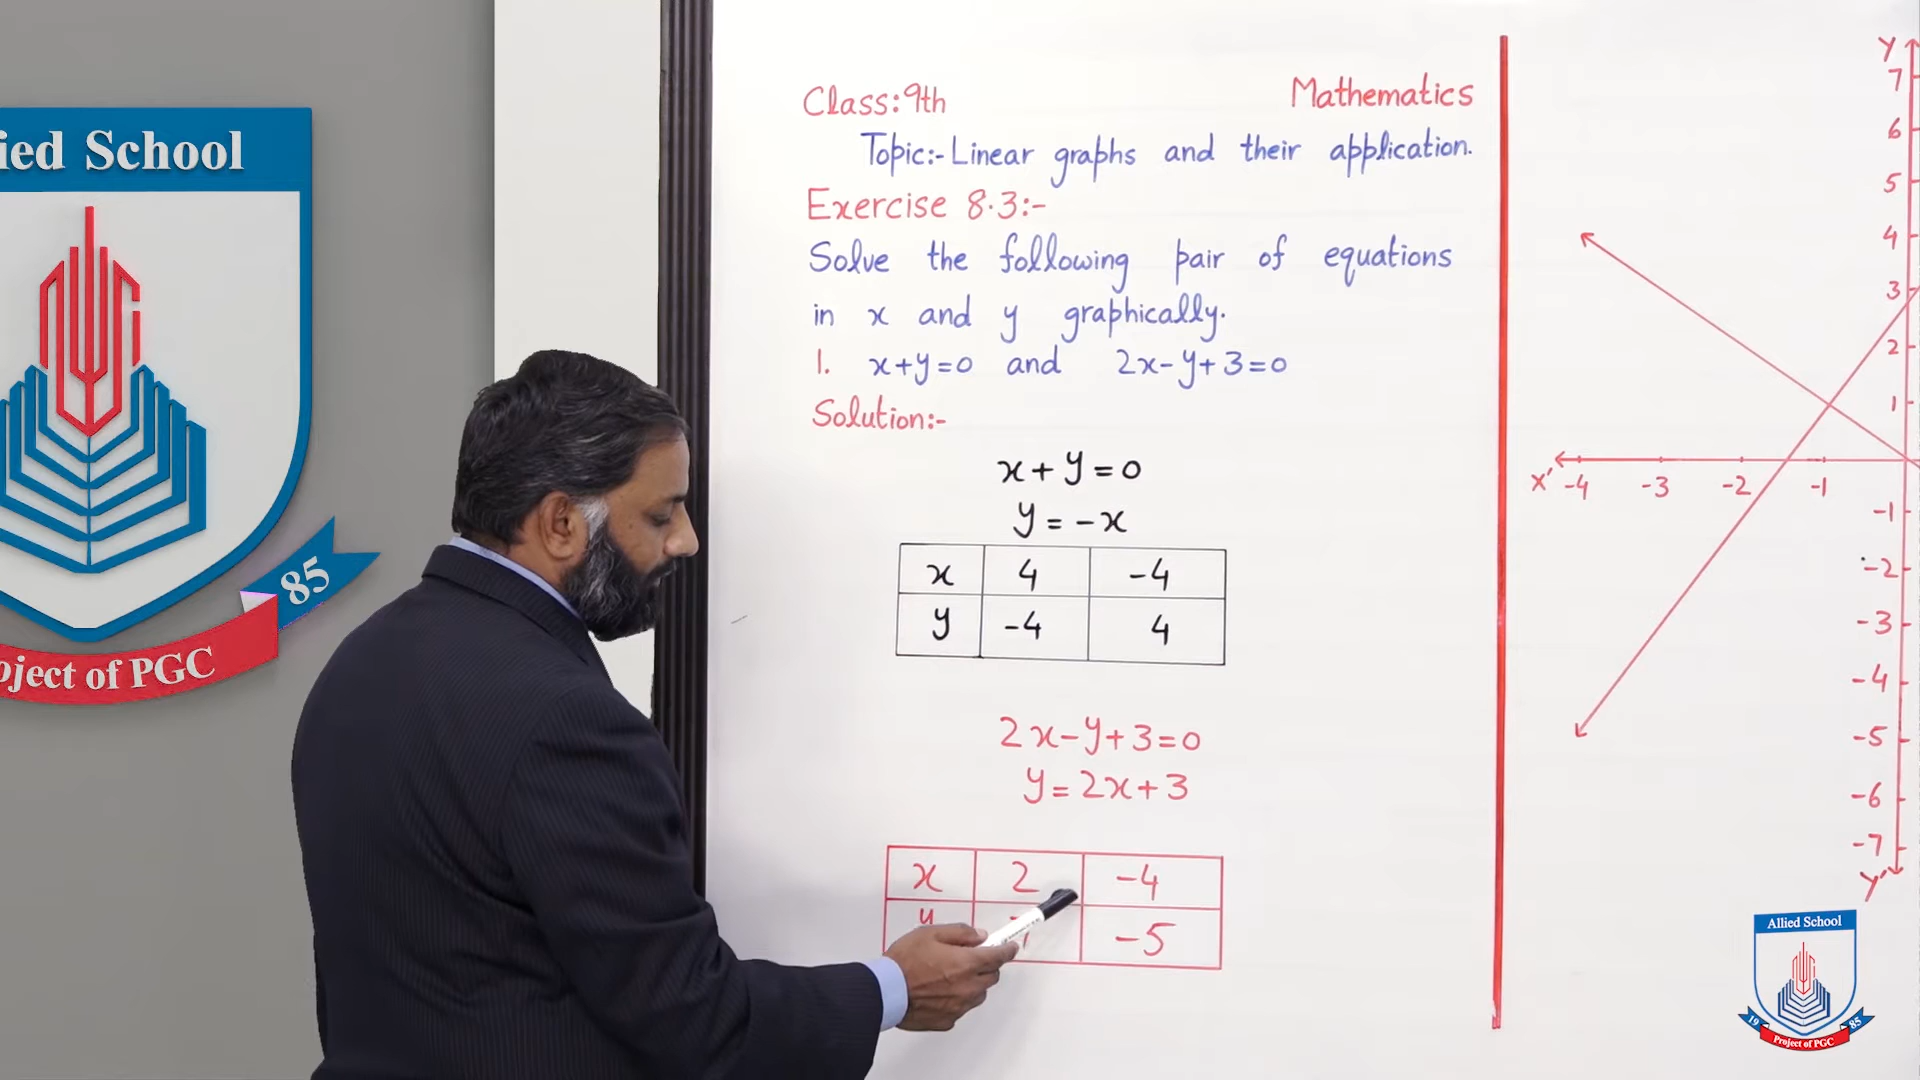 ied School
85
oject of PGC
Class:9th Mathematics
Topic:- Linear graphs and their application.
Exercise 8.3:-
Solve the following pair of equations
in x and y graphically.
1. x+y=0 and 2x-y+3=0
Solution:-
x+y=0
y=-x
x 4 -4
y -4 4
2x-y+3=0
y=2x+3
x 2 -4
y -5
Y
7
6
5
4
3
2
1
X' -4 -3 -2 -1
-1
-2
-3
-4
-5
-6
-7
Y'
Allied School
19 85
Project of PGC